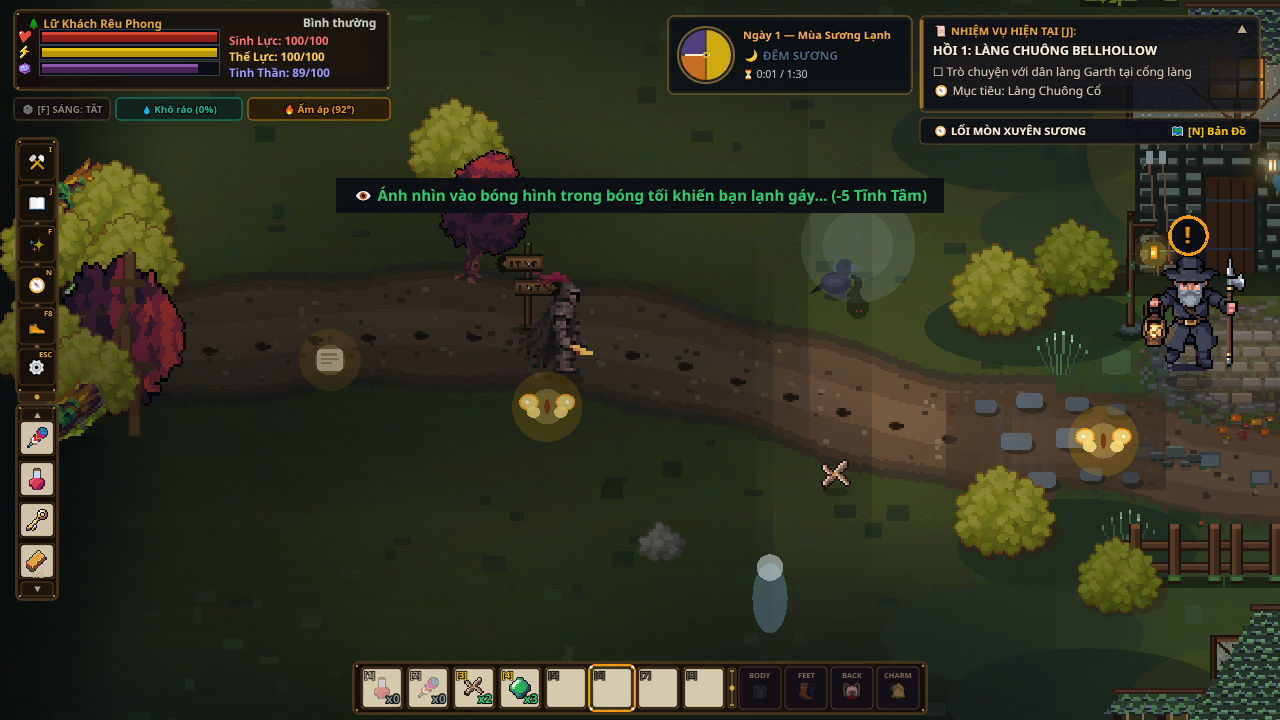 Lữ Khách Rêu Phong
Bình thường
Sinh Lực: 100/100
Thể Lực: 100/100
Tinh Thần: 89/100
[F] SÁNG: TẮT
Khô ráo (0%)
Ấm áp (92°)
Ngày 1 — Mùa Sương Lạnh
ĐÊM SƯƠNG
0:01 / 1:30
NHIỆM VỤ HIỆN TẠI [J]:
HỒI 1: LÀNG CHUÔNG BELLHOLLOW
Trò chuyện với dân làng Garth tại cổng làng
Mục tiêu: Làng Chuông Cổ
LỐI MÒN XUYÊN SƯƠNG
[N] Bản Đồ
Ánh nhìn vào bóng hình trong bóng tối khiến bạn lạnh gáy... (-5 Tĩnh Tâm)
!
I
J
F
N
F8
ESC
[1]
x0
[2]
x0
[3]
x2
[4]
x3
[5]
[6]
[7]
[8]
BODY
FEET
BACK
CHARM